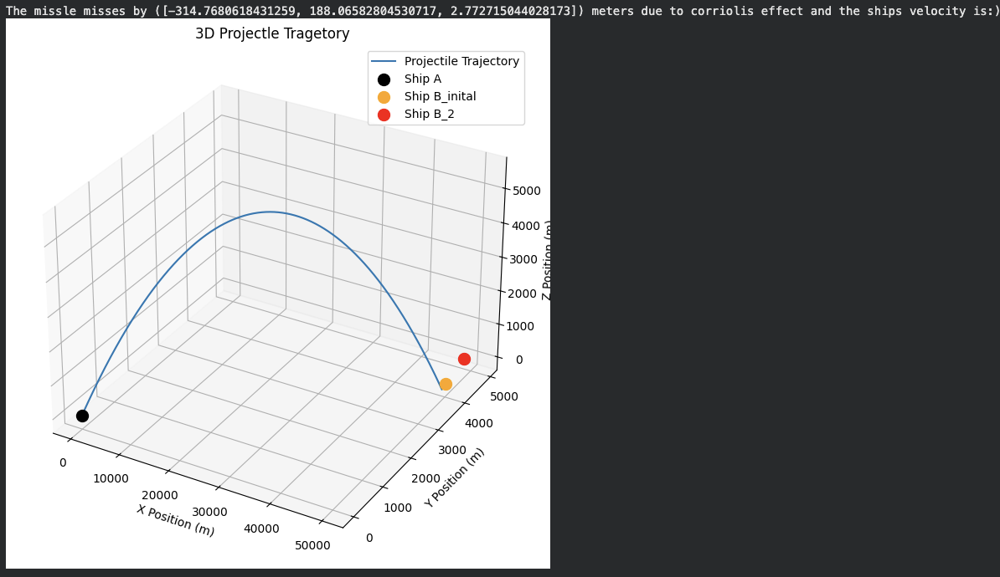 The missle misses by ([-314.7680618431259, 188.06582804530717, 2.772715044028173]) meters due to corriolis effect and the ships velocity is:)
3D Projectle Tragetory
Projectile Trajectory
Ship A
Ship B_inital
Ship B_2
5000
4000
3000
2000
1000
0
Z Position (m)
5000
4000
3000
2000
1000
0
Y Position (m)
0
10000
20000
30000
40000
50000
X Position (m)